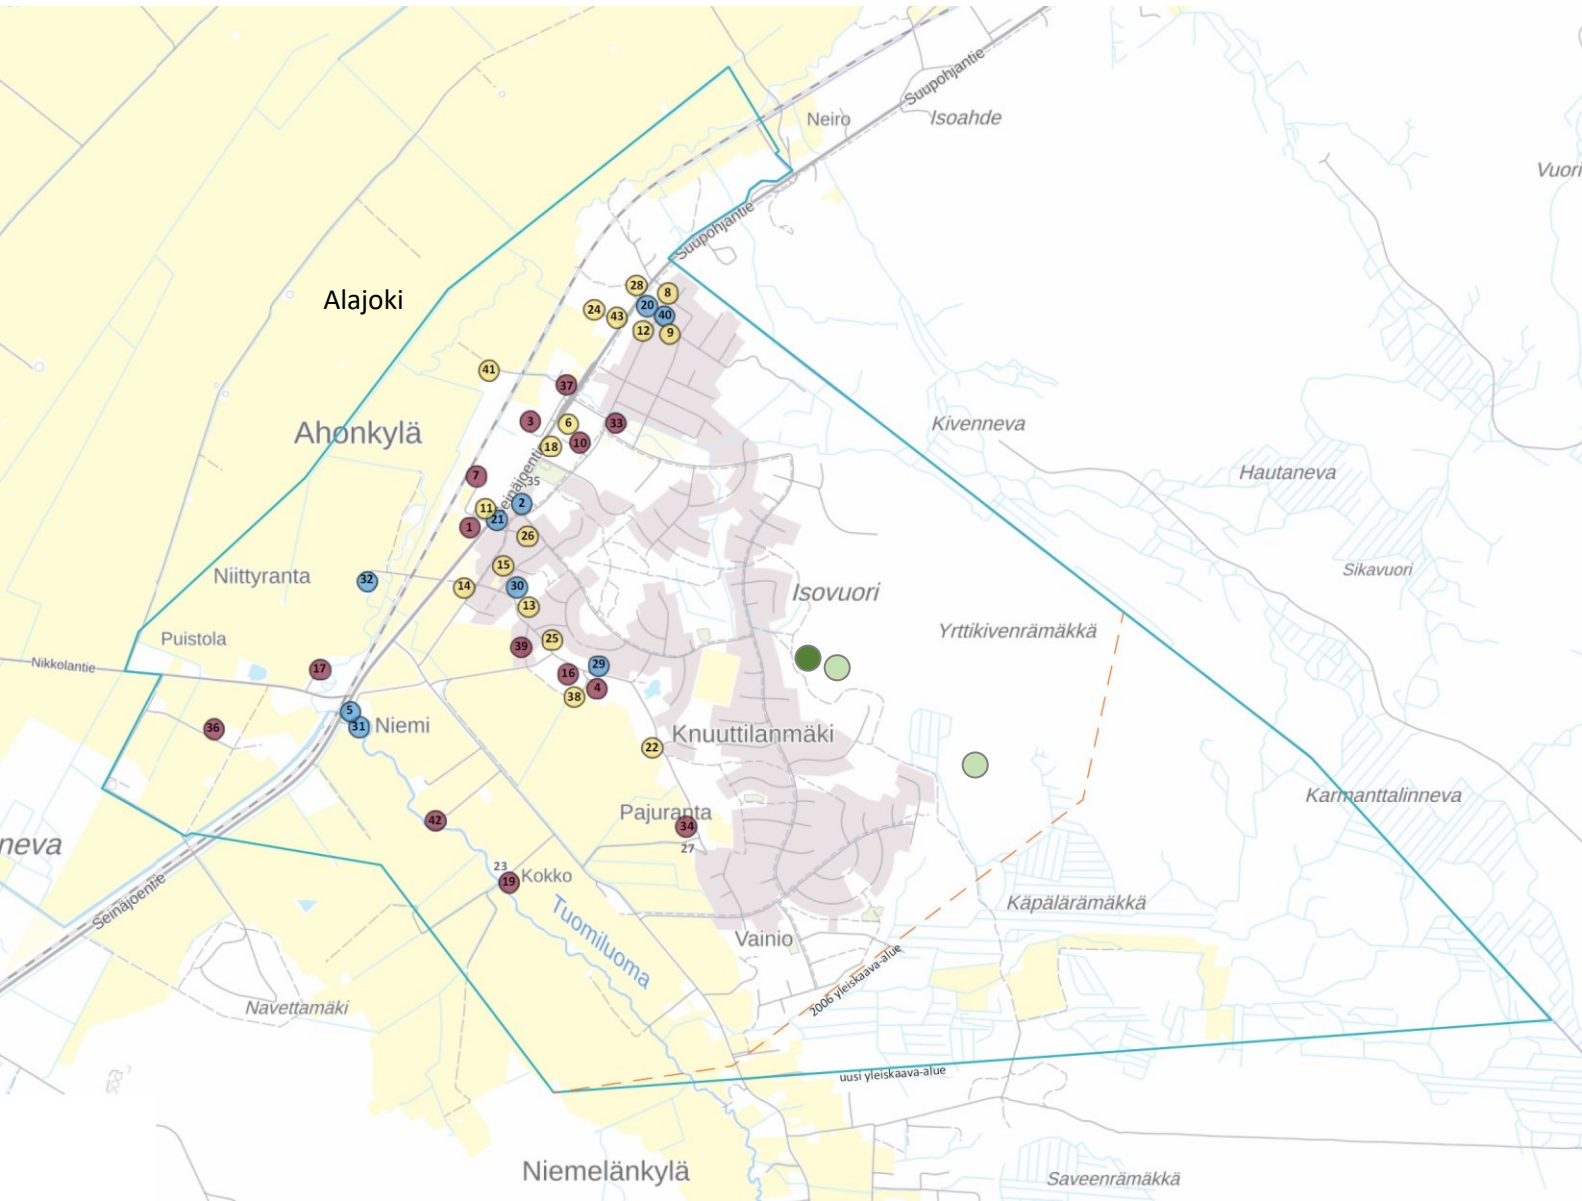 Suupohjantie
Neiro
Isoahde
Suupohjantie
Vuori
Suupohjantie
28
8
Alajoki
20
24
43
40
12
9
41
37
3
6
33
Ahonkylä
10
18
Kivenneva
7
Hautaneva
35
Seinäjoentie
2
11
21
1
26
15
Sikavuori
Niittyranta
32
14
30
Isovuori
13
Yrttikivenrämäkkä
Puistola
25
39
Nikkolantie
29
17
16
4
38
5
36
31
Niemi
Knuuttilanmäki
22
Karmanttalinneva
Pajuranta
42
34
neva
27
23
Kokko
19
Seinäjoentie
Käpälärämäkkä
Tuomiluoma
Vainio
2006 yleiskaava-alue
Navettamäki
uusi yleiskaava-alue
Niemelänkylä
Saveenrämäkkä